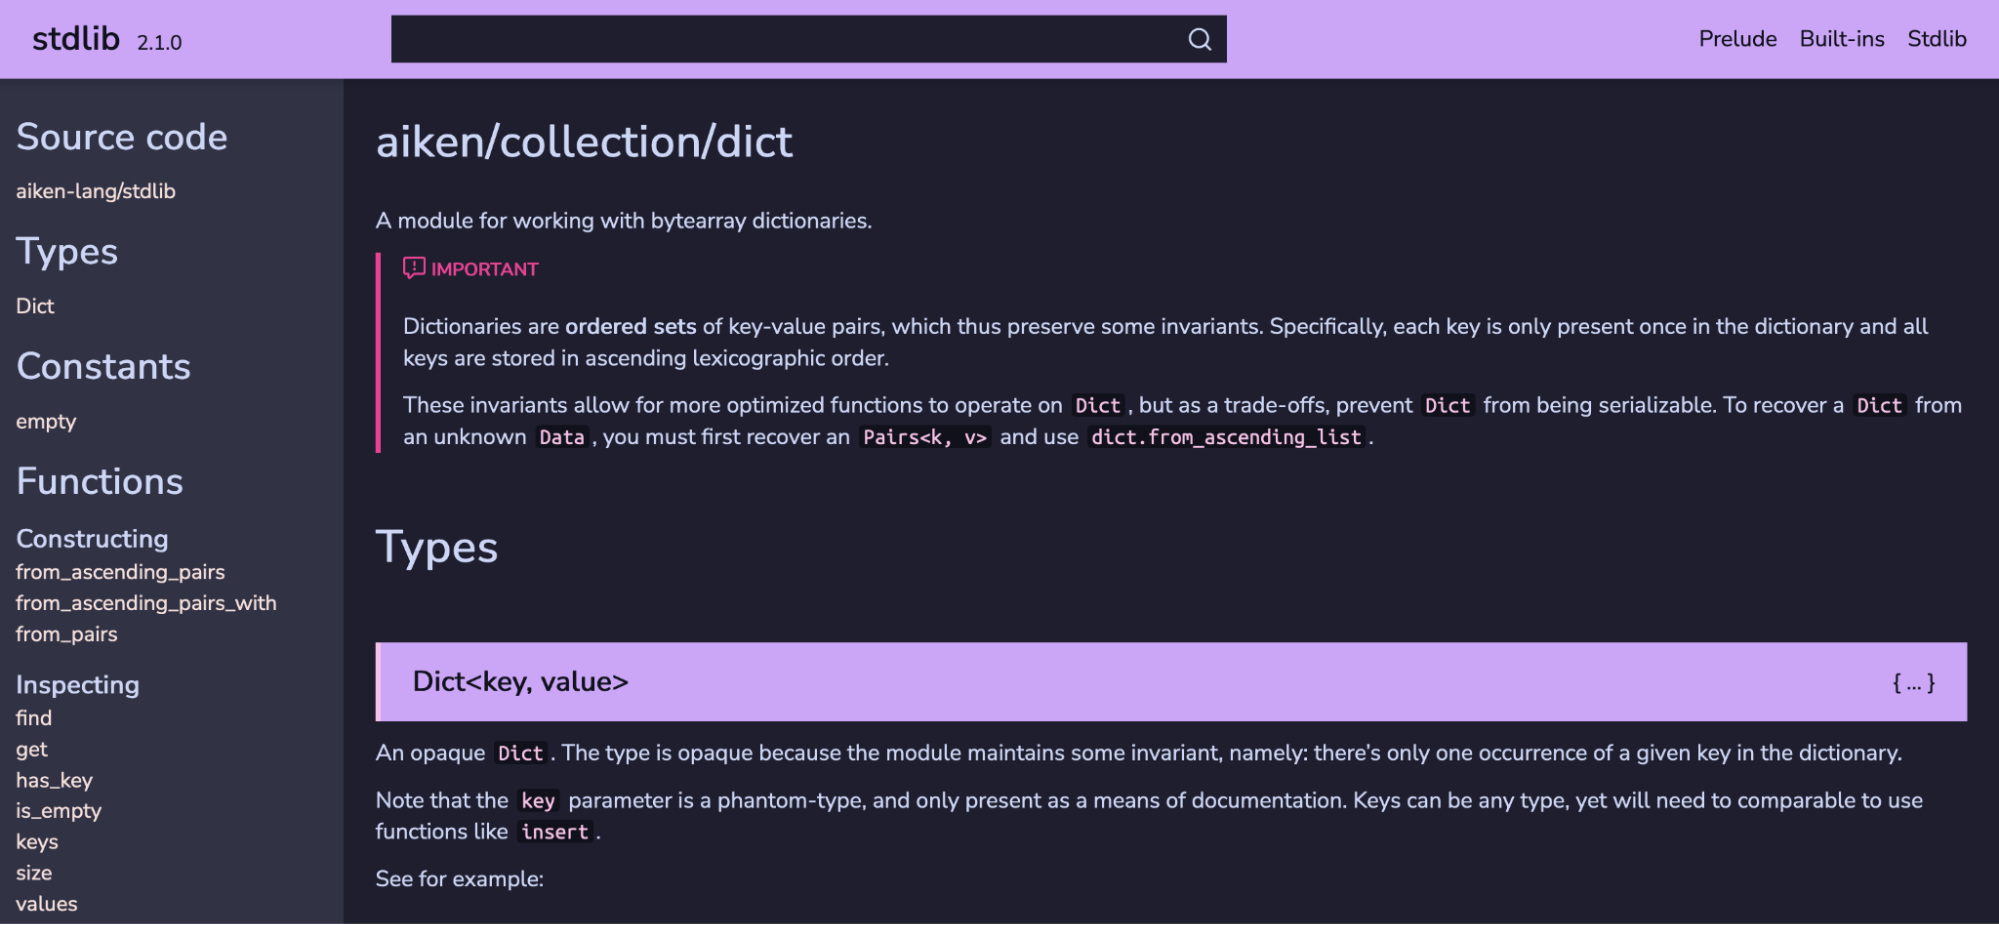 stdlib 2.1.0
Prelude Built-ins Stdlib
Source code
aiken-lang/stdlib
Types
Dict
Constants
empty
Functions
Constructing
from_ascending_pairs
from_ascending_pairs_with
from_pairs
Inspecting
find
get
has_key
is_empty
keys
size
values
aiken/collection/dict
A module for working with bytearray dictionaries.
IMPORTANT
Dictionaries are ordered sets of key-value pairs, which thus preserve some invariants. Specifically, each key is only present once in the dictionary and all
keys are stored in ascending lexicographic order.
These invariants allow for more optimized functions to operate on Dict, but as a trade-offs, prevent Dict from being serializable. To recover a Dict from
an unknown Data, you must first recover an Pairs<k, v> and use dict.from_ascending_list.
Types
Dict<key, value> { ... }
An opaque Dict. The type is opaque because the module maintains some invariant, namely: there's only one occurrence of a given key in the dictionary.
Note that the key parameter is a phantom-type, and only present as a means of documentation. Keys can be any type, yet will need to comparable to use
functions like insert.
See for example: